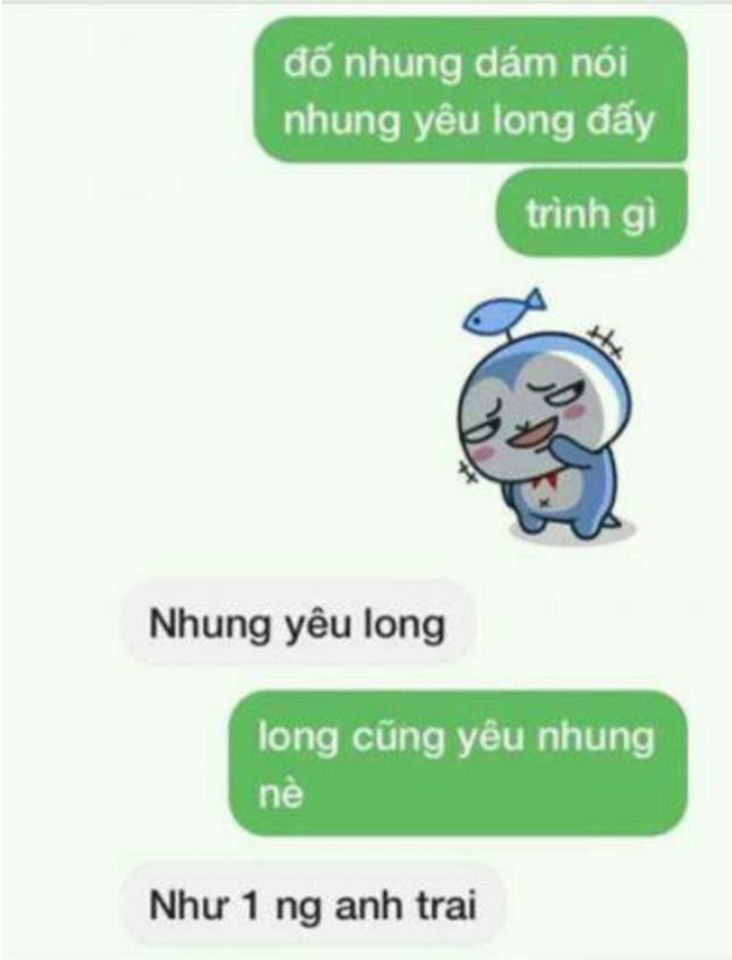 đố nhung dám nói
nhung yêu long đấy
trình gì
Nhung yêu long
long cũng yêu nhung
nè
Như 1 ng anh trai